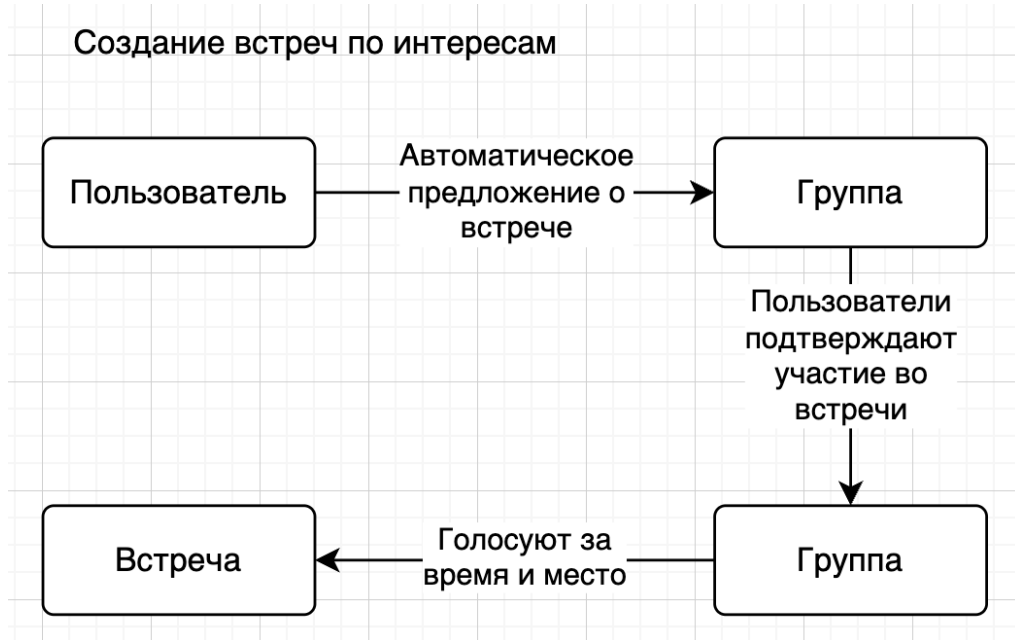 Создание встреч по интересам
Пользователь
Автоматическое
предложение о
встрече
Группа
Пользователи
подтверждают
участие во
встречи
Группа
Голосуют за
время и место
Встреча